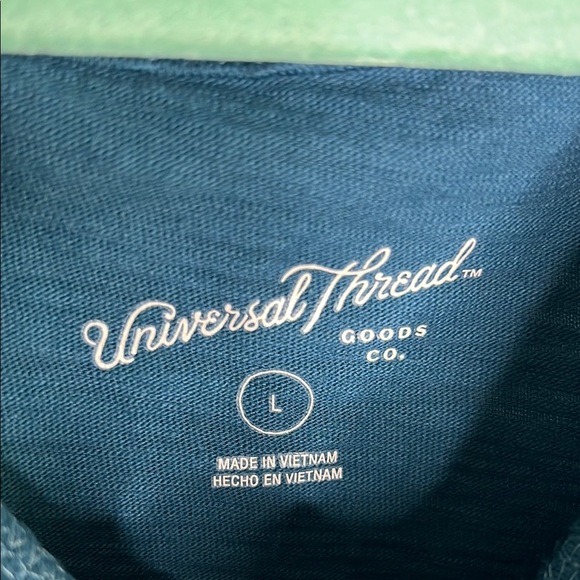 Universal Thread™
GOODS
CO.
L
MADE IN VIETNAM
HECHO EN VIETNAM